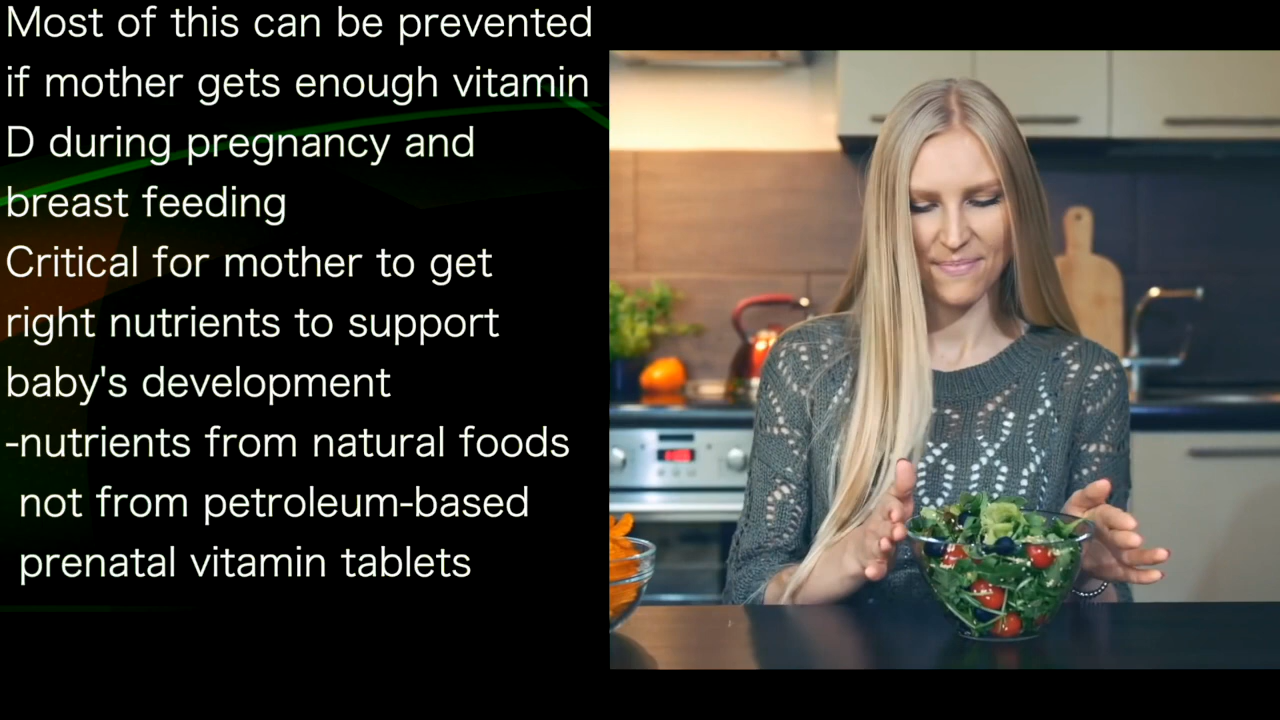 Most of this can be prevented
if mother gets enough vitamin
D during pregnancy and
breast feeding
Critical for mother to get
right nutrients to support
baby's development
-nutrients from natural foods
not from petroleum-based
prenatal vitamin tablets